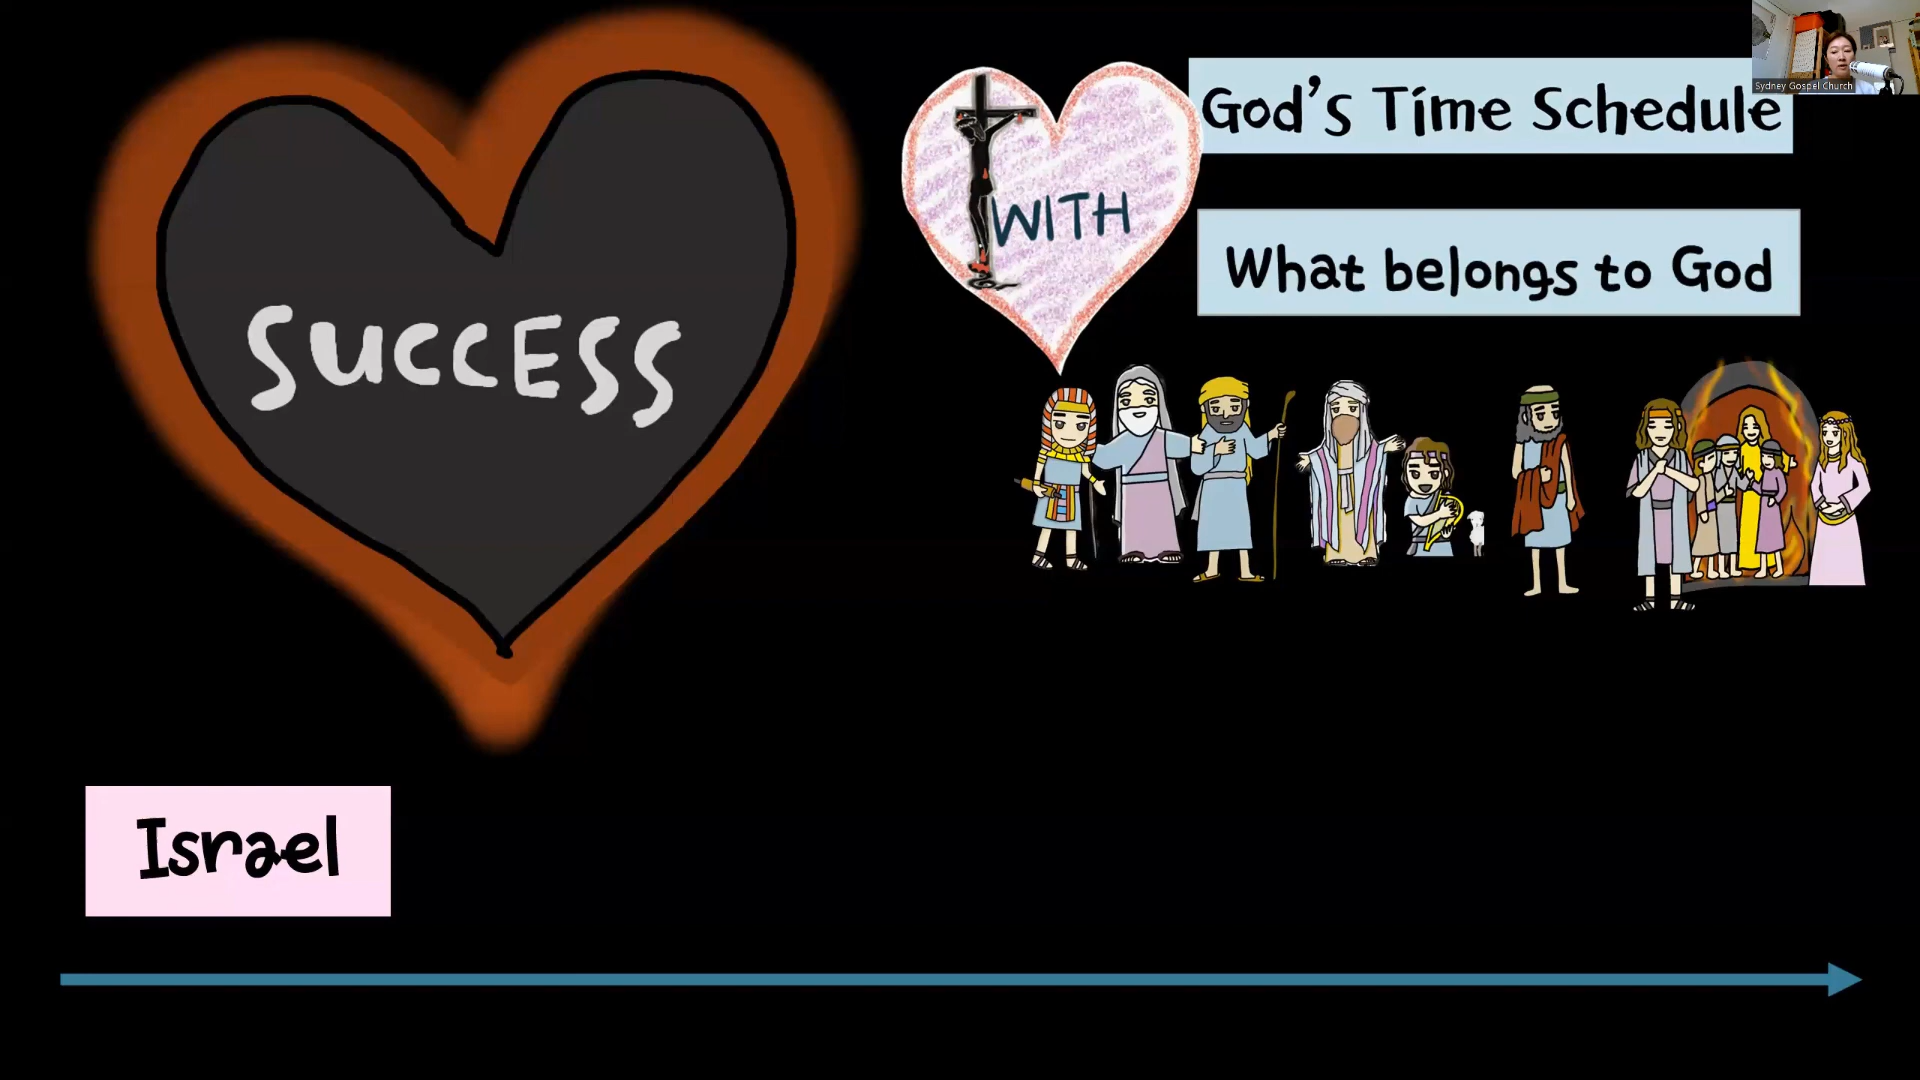 SUCCESS
WITH
God's Time Schedule
What belongs to God
Sydney Gospel Church
Israel